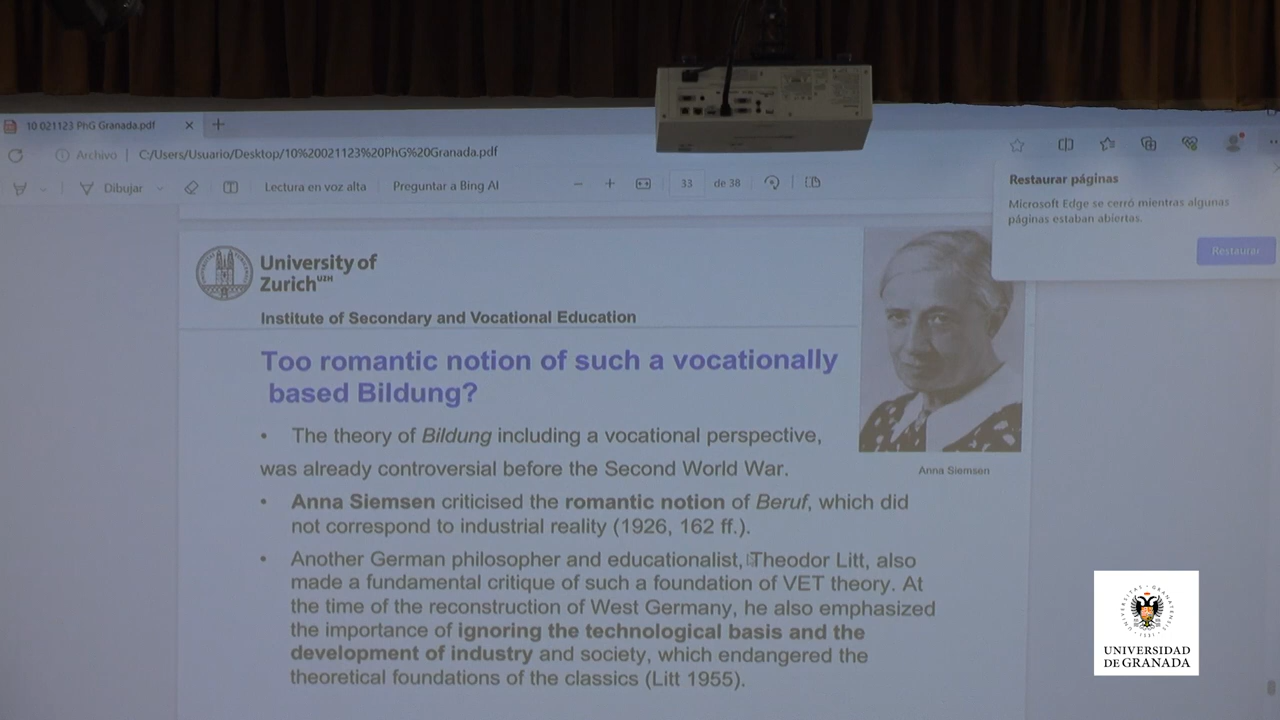 10 021123 PhG Granada.pdf
Archivo | C:/Users/Usuario/Desktop/10%20021123%20PhG%20Granada.pdf
Dibujar
Lectura en voz alta
Preguntar a Bing AI
33 de 38
Restaurar páginas
Microsoft Edge se cerró mientras algunas
páginas estaban abiertas.
Restaurar
University of
Zurich UZH
Institute of Secondary and Vocational Education
Too romantic notion of such a vocationally
based Bildung?
• The theory of Bildung including a vocational perspective,
was already controversial before the Second World War.
Anna Siemsen
• Anna Siemsen criticised the romantic notion of Beruf, which did
not correspond to industrial reality (1926, 162 ff.).
• Another German philosopher and educationalist, Theodor Litt, also
made a fundamental critique of such a foundation of VET theory. At
the time of the reconstruction of West Germany, he also emphasized
the importance of ignoring the technological basis and the
development of industry and society, which endangered the
theoretical foundations of the classics (Litt 1955).
UNIVERSIDAD
DE GRANADA